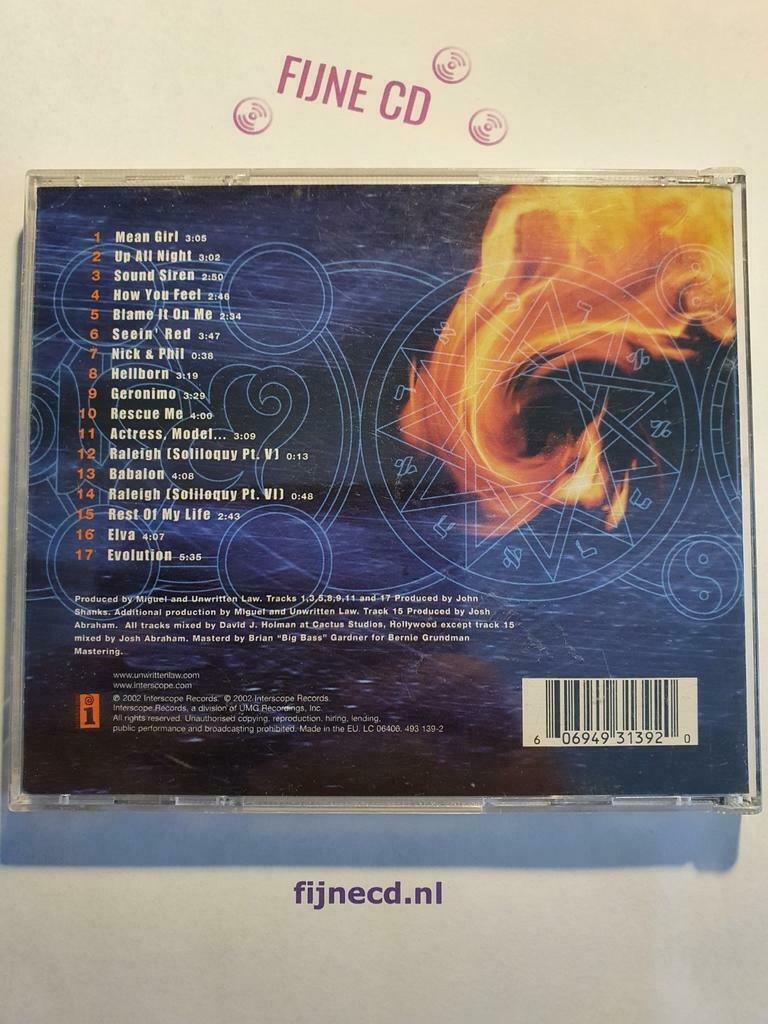 FIJNE CD
1 Mean Girl 3:05
2 Up All Night 3:02
3 Sound Siren 2:50
4 How You Feel 2:46
5 Blame It On Me 2:34
6 Seein' Red 3:47
7 Nick & Phil 0:38
8 Hellborn 3:19
9 Geronimo 3:29
10 Rescue Me 4:00
11 Actress, Model... 3:09
12 Raleigh (Soliloquy Pt. V) 0:13
13 Babalon 4:08
14 Raleigh (Soliloquy Pt. VI) 0:48
15 Rest Of My Life 2:43
16 Elva 4:07
17 Evolution 5:35
Produced by Miguel and Unwritten Law. Tracks 1,3,5,8,9,11 and 17 Produced by John
Shanks. Additional production by Miguel and Unwritten Law. Track 15 Produced by Josh
Abraham. All tracks mixed by David J. Holman at Cactus Studios, Hollywood except track 15
mixed by Josh Abraham. Masterd by Brian "Big Bass" Gardner for Bernie Grundman
Mastering.
www.unwrittenlaw.com
www.interscope.com
℗ 2002 Interscope Records. © 2002 Interscope Records.
Interscope Records, a division of UMG Recordings, Inc.
All rights reserved. Unauthorised copying, reproduction, hiring, lending,
public performance and broadcasting prohibited. Made in the EU. LC 06406. 493 139-2
i
6 06949 31392 0
fijnecd.nl